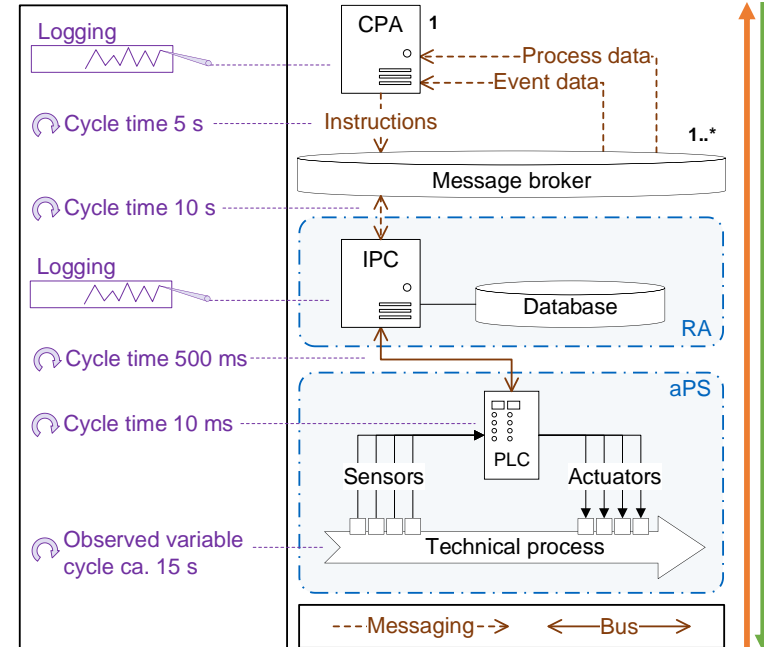 Logging
CPA
1
Process data
Event data
Cycle time 5 s
Instructions
1..*
Message broker
Cycle time 10 s
IPC
Logging
Database
RA
Cycle time 500 ms
aPS
Cycle time 10 ms
PLC
Sensors
Actuators
Observed variable
cycle ca. 15 s
Technical process
Messaging
Bus